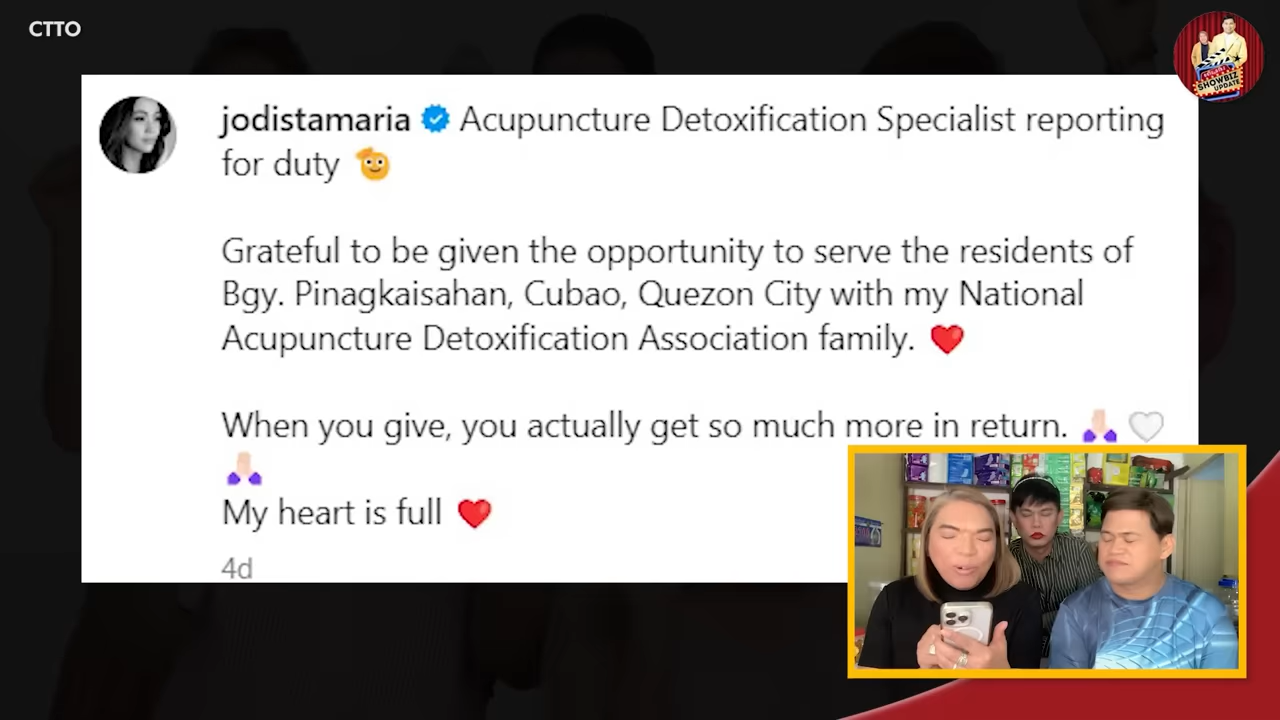 CTTO
SHOWBIZ
UPDATE
jodistamaria Acupuncture Detoxification Specialist reporting
for duty 🫡
Grateful to be given the opportunity to serve the residents of
Bgy. Pinagkaisahan, Cubao, Quezon City with my National
Acupuncture Detoxification Association family. ❤️
When you give, you actually get so much more in return. 🙏🏻 🤍
🙏🏻
My heart is full ❤️
4d